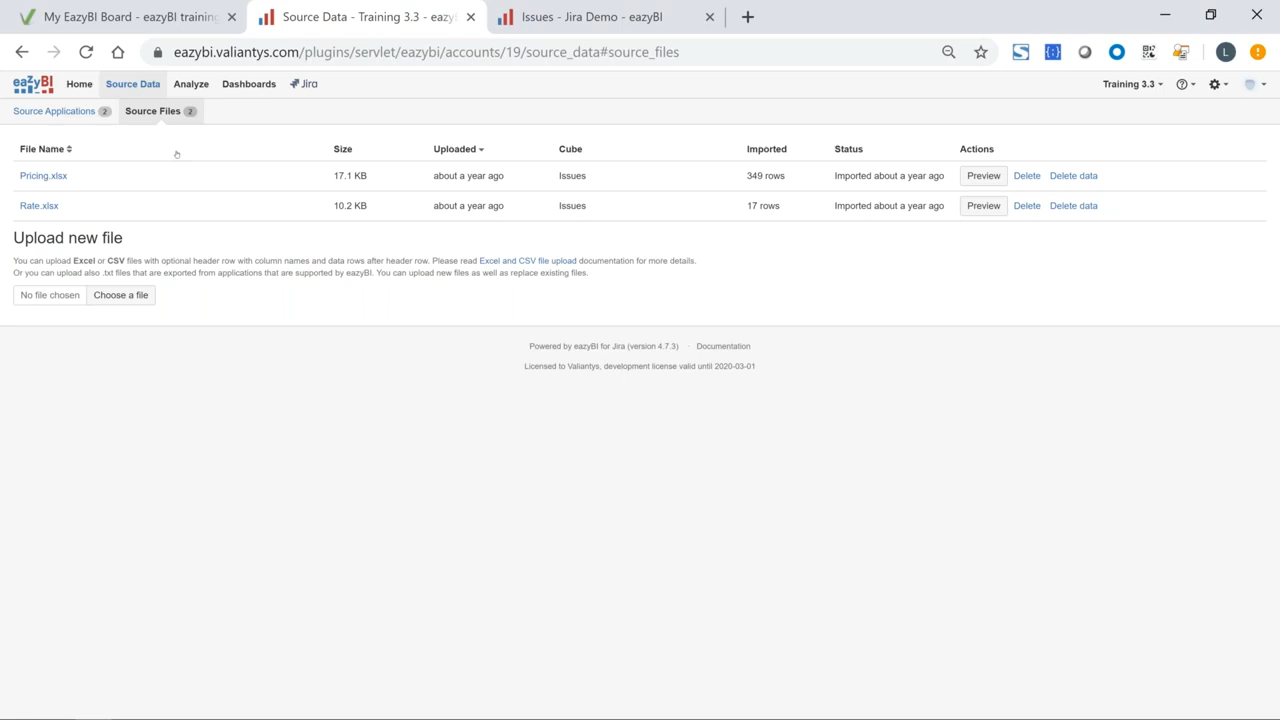 My EazyBI Board - eazyBI training
Source Data - Training 3.3 - eazyB
Issues - Jira Demo - eazyBI
eazybi.valiantys.com/plugins/servlet/eazybi/accounts/19/source_data#source_files
L
eazyBI
Home
Source Data
Analyze
Dashboards
Jira
Training 3.3
Source Applications 2
Source Files 2
File Name Size Uploaded Cube Imported Status Actions
Pricing.xlsx 17.1 KB about a year ago Issues 349 rows Imported about a year ago Preview Delete Delete data
Rate.xlsx 10.2 KB about a year ago Issues 17 rows Imported about a year ago Preview Delete Delete data
Upload new file
You can upload Excel or CSV files with optional header row with column names and data rows after header row. Please read Excel and CSV file upload documentation for more details.
Or you can upload also .txt files that are exported from applications that are supported by eazyBI. You can upload new files as well as replace existing files.
No file chosen Choose a file
Powered by eazyBI for Jira (version 4.7.3) · Documentation
Licensed to Valiantys, development license valid until 2020-03-01